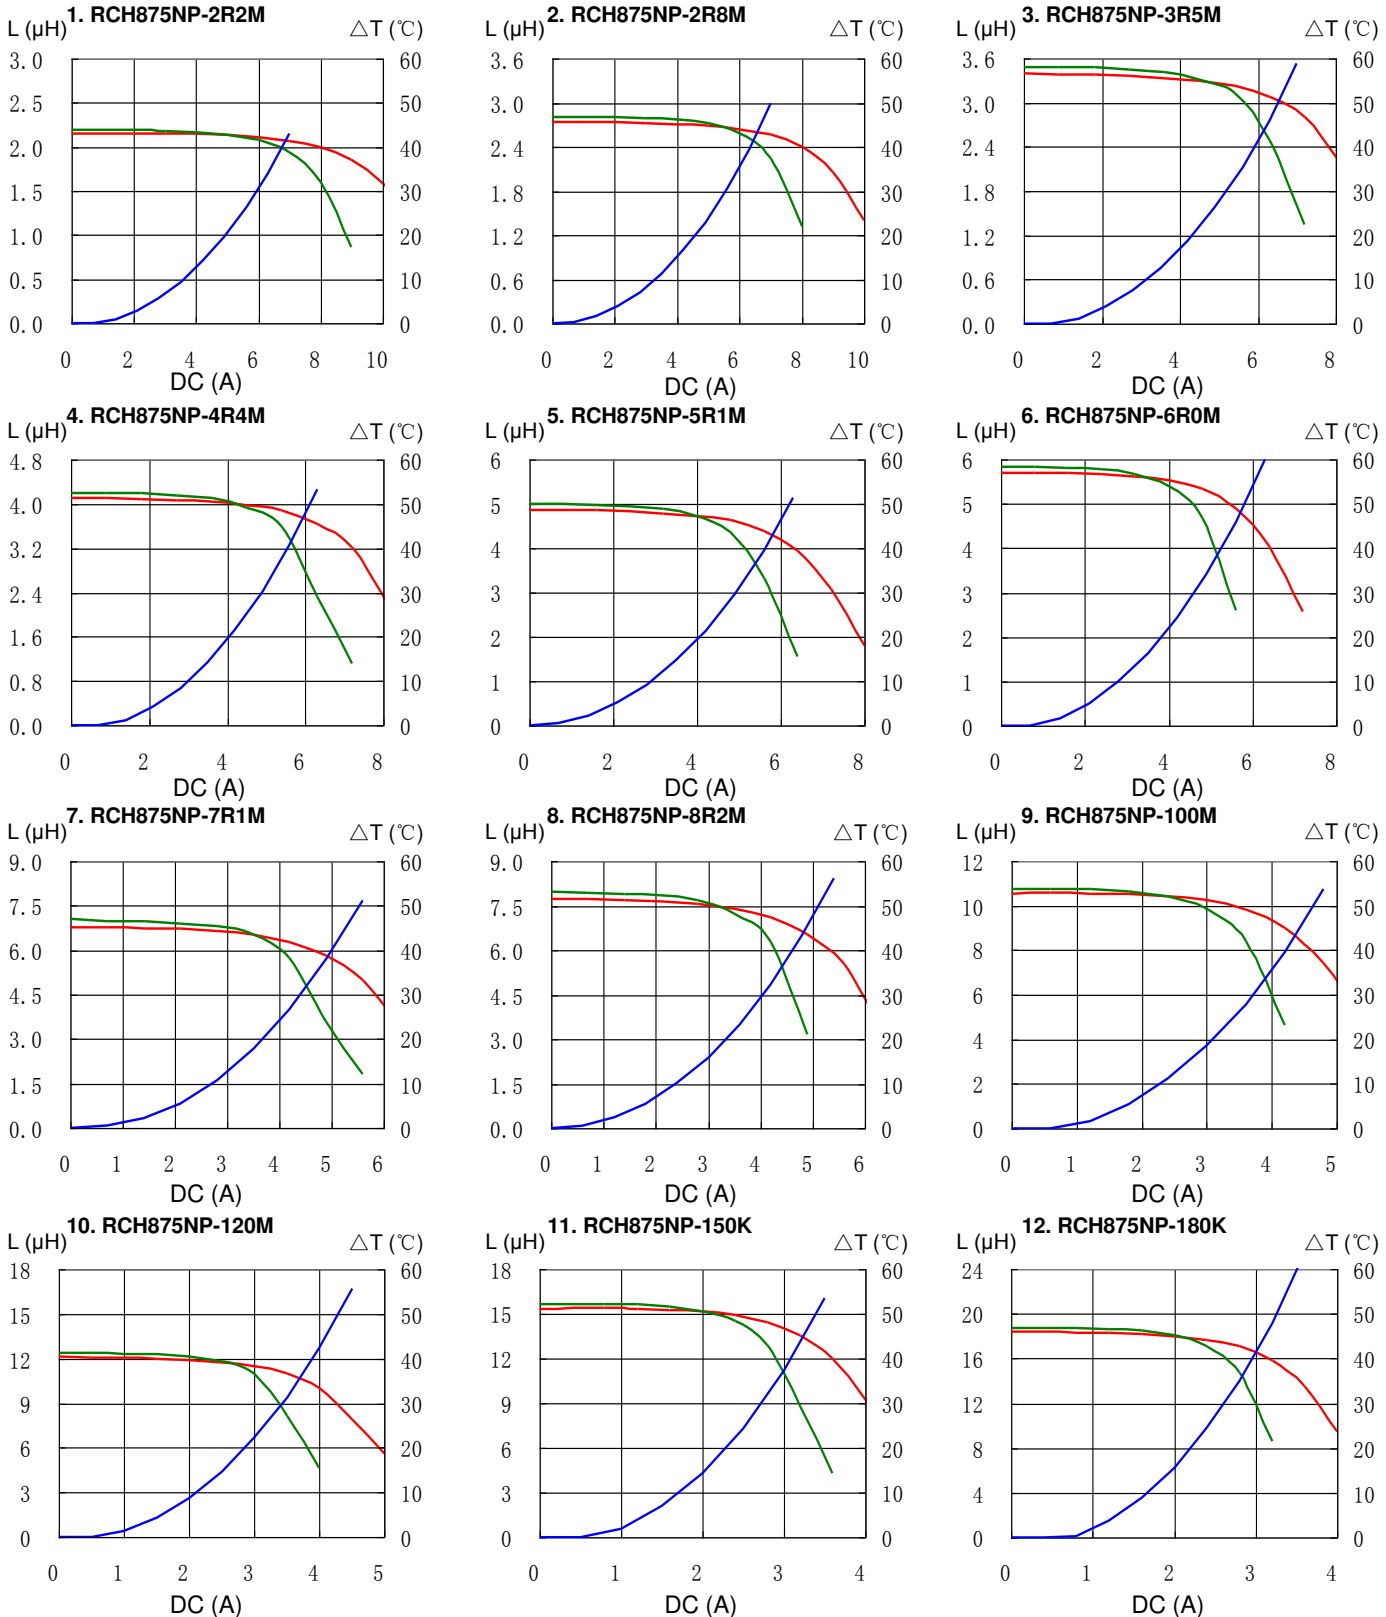 1. RCH875NP-2R2M
L (μH) △T (℃)
3.0 60
2.5 50
2.0 40
1.5 30
1.0 20
0.5 10
0.0 0
0 2 4 6 8 10
DC (A)
2. RCH875NP-2R8M
L (μH) △T (℃)
3.6 60
3.0 50
2.4 40
1.8 30
1.2 20
0.6 10
0.0 0
0 2 4 6 8 10
DC (A)
3. RCH875NP-3R5M
L (μH) △T (℃)
3.6 60
3.0 50
2.4 40
1.8 30
1.2 20
0.6 10
0.0 0
0 2 4 6 8
DC (A)
4. RCH875NP-4R4M
L (μH) △T (℃)
4.8 60
4.0 50
3.2 40
2.4 30
1.6 20
0.8 10
0.0 0
0 2 4 6 8
DC (A)
5. RCH875NP-5R1M
L (μH) △T (℃)
6 60
5 50
4 40
3 30
2 20
1 10
0 0
0 2 4 6 8
DC (A)
6. RCH875NP-6R0M
L (μH) △T (℃)
6 60
5 50
4 40
3 30
2 20
1 10
0 0
0 2 4 6 8
DC (A)
7. RCH875NP-7R1M
L (μH) △T (℃)
9.0 60
7.5 50
6.0 40
4.5 30
3.0 20
1.5 10
0.0 0
0 1 2 3 4 5 6
DC (A)
8. RCH875NP-8R2M
L (μH) △T (℃)
9.0 60
7.5 50
6.0 40
4.5 30
3.0 20
1.5 10
0.0 0
0 1 2 3 4 5 6
DC (A)
9. RCH875NP-100M
L (μH) △T (℃)
12 60
10 50
8 40
6 30
4 20
2 10
0 0
0 1 2 3 4 5
DC (A)
10. RCH875NP-120M
L (μH) △T (℃)
18 60
15 50
12 40
9 30
6 20
3 10
0 0
0 1 2 3 4 5
DC (A)
11. RCH875NP-150K
L (μH) △T (℃)
18 60
15 50
12 40
9 30
6 20
3 10
0 0
0 1 2 3 4
DC (A)
12. RCH875NP-180K
L (μH) △T (℃)
24 60
20 50
16 40
12 30
8 20
4 10
0 0
0 1 2 3 4
DC (A)